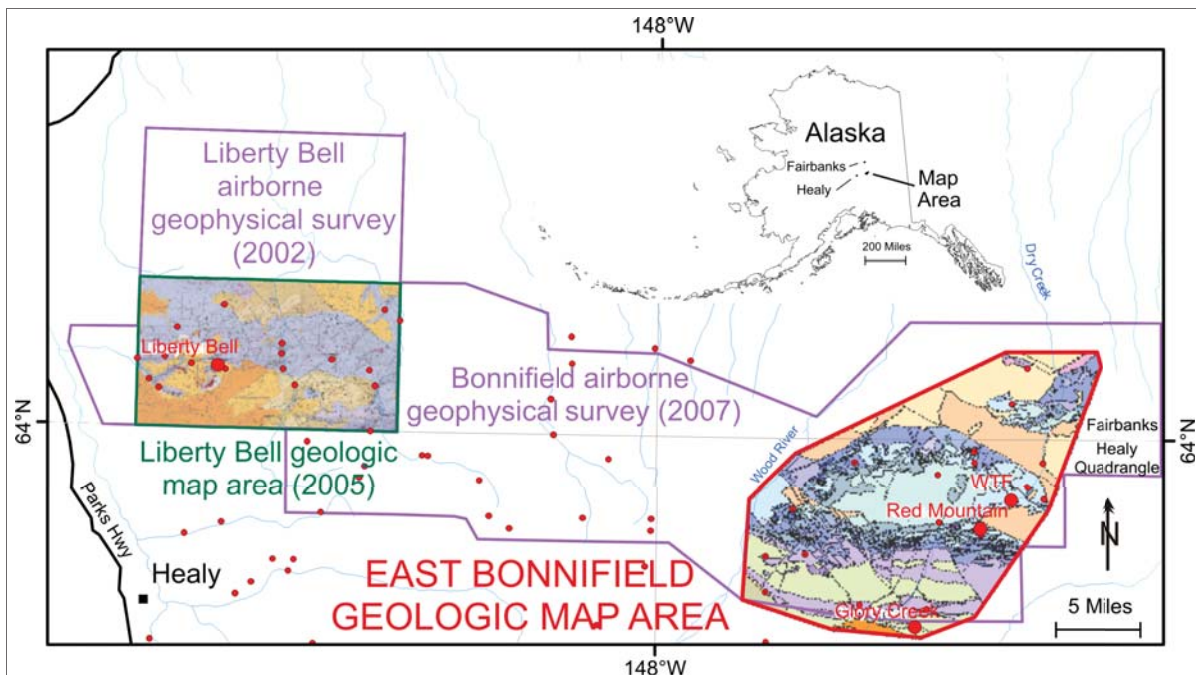 148°W
Liberty Bell
airborne
geophysical survey
(2002)
Alaska
Fairbanks
Healy
Map
Area
200 Miles
Dry Creek
Liberty Bell
Bonnifield airborne
geophysical survey (2007)
64°N
64°N
Liberty Bell geologic
map area (2005)
Wood River
Fairbanks
Healy
Quadrangle
WTF
Red Mountain
Parks Hwy
Healy
EAST BONNIFIELD
GEOLOGIC MAP AREA
Glory Creek
N
5 Miles
148°W